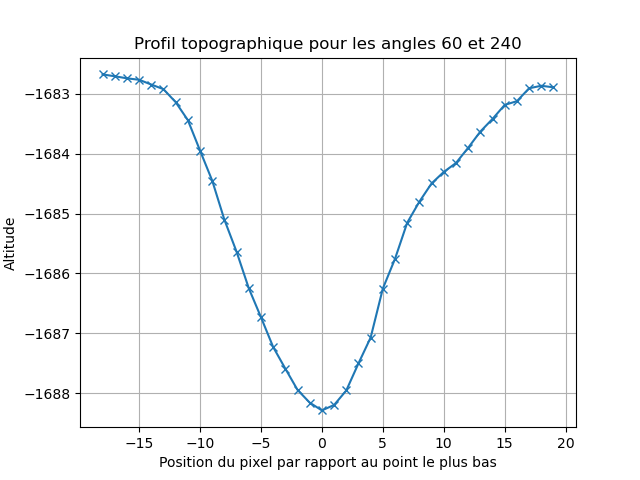 Profil topographique pour les angles 60 et 240
Altitude
−1683
−1684
−1685
−1686
−1687
−1688
−15 −10 −5 0 5 10 15 20
Position du pixel par rapport au point le plus bas